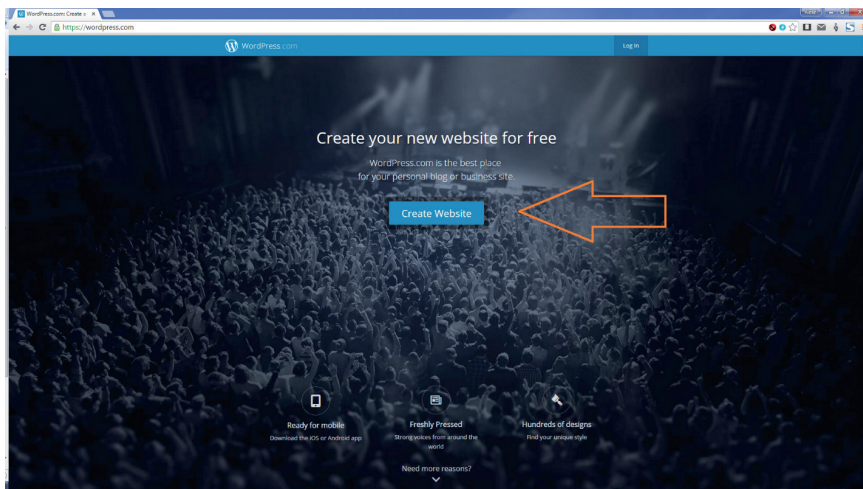 WordPress.com: Create a
https://wordpress.com
WordPress.com
Log In
Create your new website for free
WordPress.com is the best place
for your personal blog or business site.
Create Website
Ready for mobile
Download the iOS or Android app
Freshly Pressed
Strong voices from around the
world
Hundreds of designs
Find your unique style
Need more reasons?